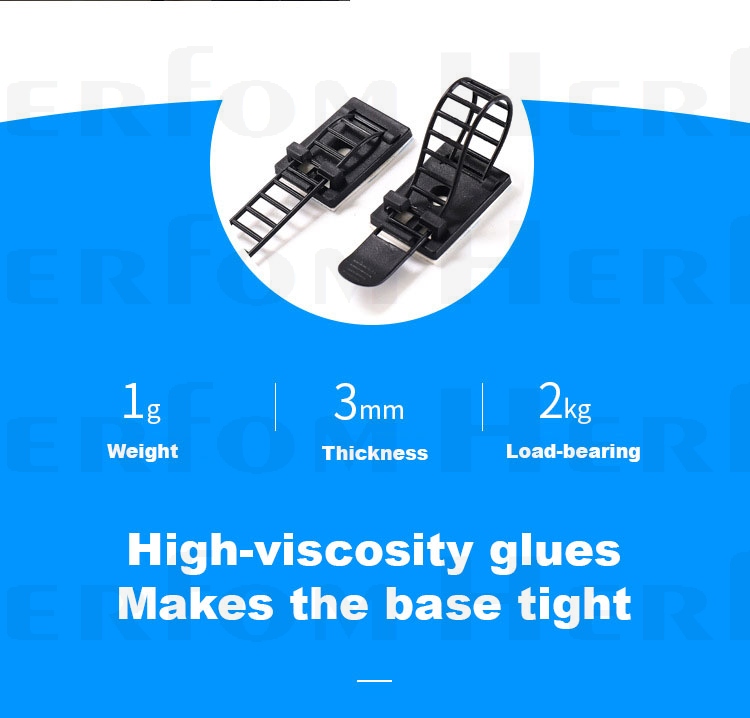 1g
3mm
2kg
Weight
Thickness
Load-bearing
High-viscosity glues
Makes the base tight